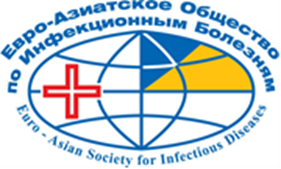 Евро-Азиатское Общество
по Инфекционным Болезням
Euro - Asian Society for Infectious Diseases